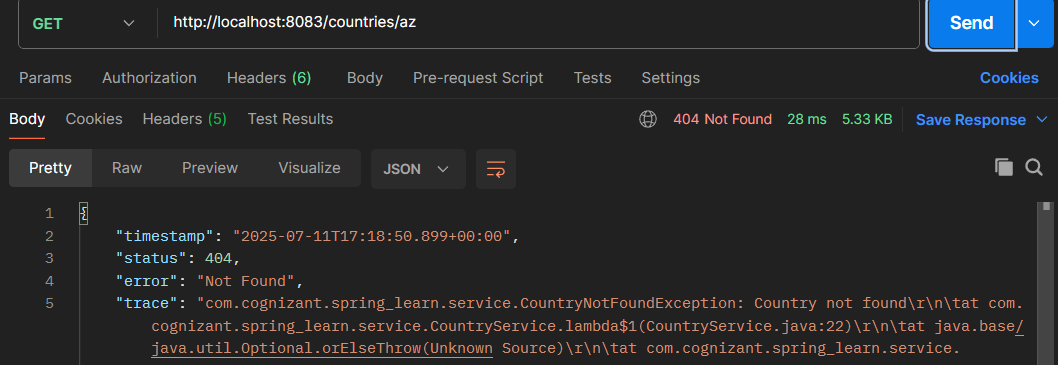 GET http://localhost:8083/countries/az Send
Params Authorization Headers (6) Body Pre-request Script Tests Settings Cookies
Body Cookies Headers (5) Test Results 404 Not Found 28 ms 5.33 KB Save Response
Pretty Raw Preview Visualize JSON
1 {
2 "timestamp": "2025-07-11T17:18:50.899+00:00",
3 "status": 404,
4 "error": "Not Found",
5 "trace": "com.cognizant.spring_learn.service.CountryNotFoundException: Country not found\r\n\tat com.
cognizant.spring_learn.service.CountryService.lambda$1(CountryService.java:22)\r\n\tat java.base/
java.util.Optional.orElseThrow(Unknown Source)\r\n\tat com.cognizant.spring_learn.service.